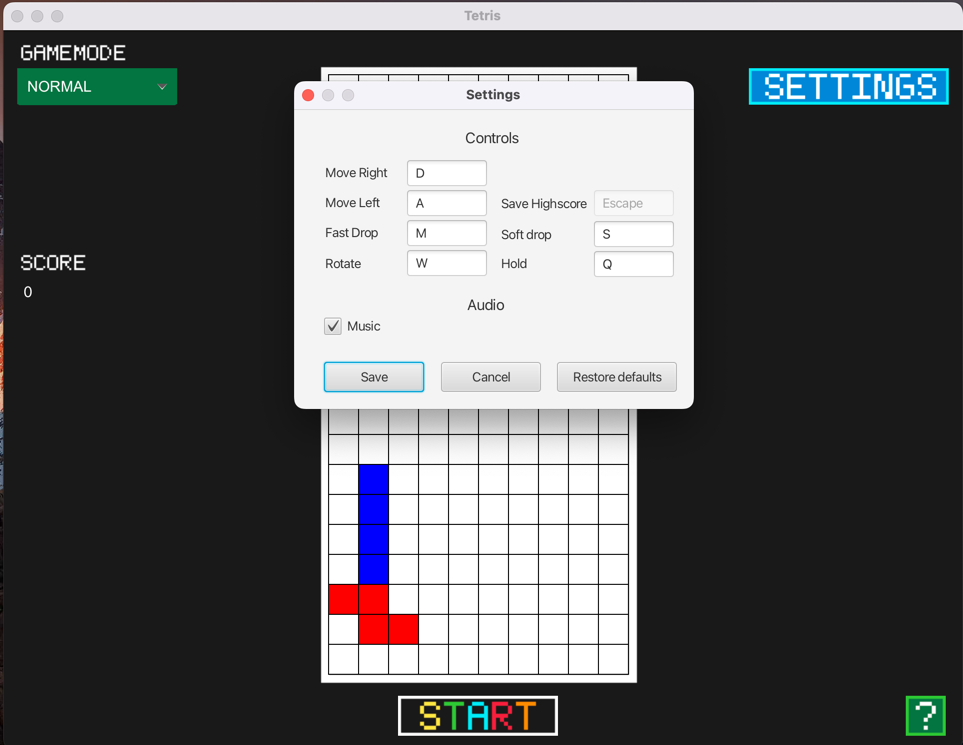 Tetris
GAMEMODE
NORMAL
SETTINGS
Settings
Controls
Move Right D
Move Left A Save Highscore Escape
Fast Drop M Soft drop S
Rotate W Hold Q
SCORE
0
Audio
Music
Save Cancel Restore defaults
START
?